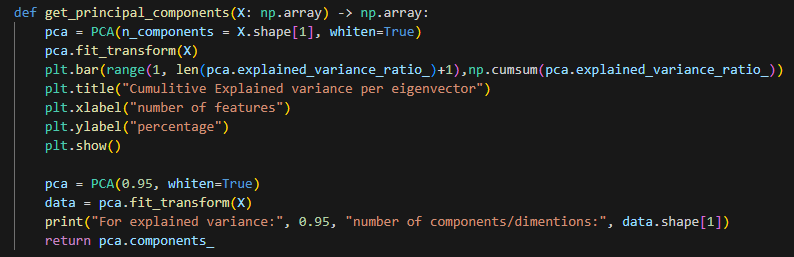 def get_principal_components(X: np.array) -> np.array:
    pca = PCA(n_components = X.shape[1], whiten=True)
    pca.fit_transform(X)
    plt.bar(range(1, len(pca.explained_variance_ratio_)+1),np.cumsum(pca.explained_variance_ratio_))
    plt.title("Cumulitive Explained variance per eigenvector")
    plt.xlabel("number of features")
    plt.ylabel("percentage")
    plt.show()

    pca = PCA(0.95, whiten=True)
    data = pca.fit_transform(X)
    print("For explained variance:", 0.95, "number of components/dimentions:", data.shape[1])
    return pca.components_